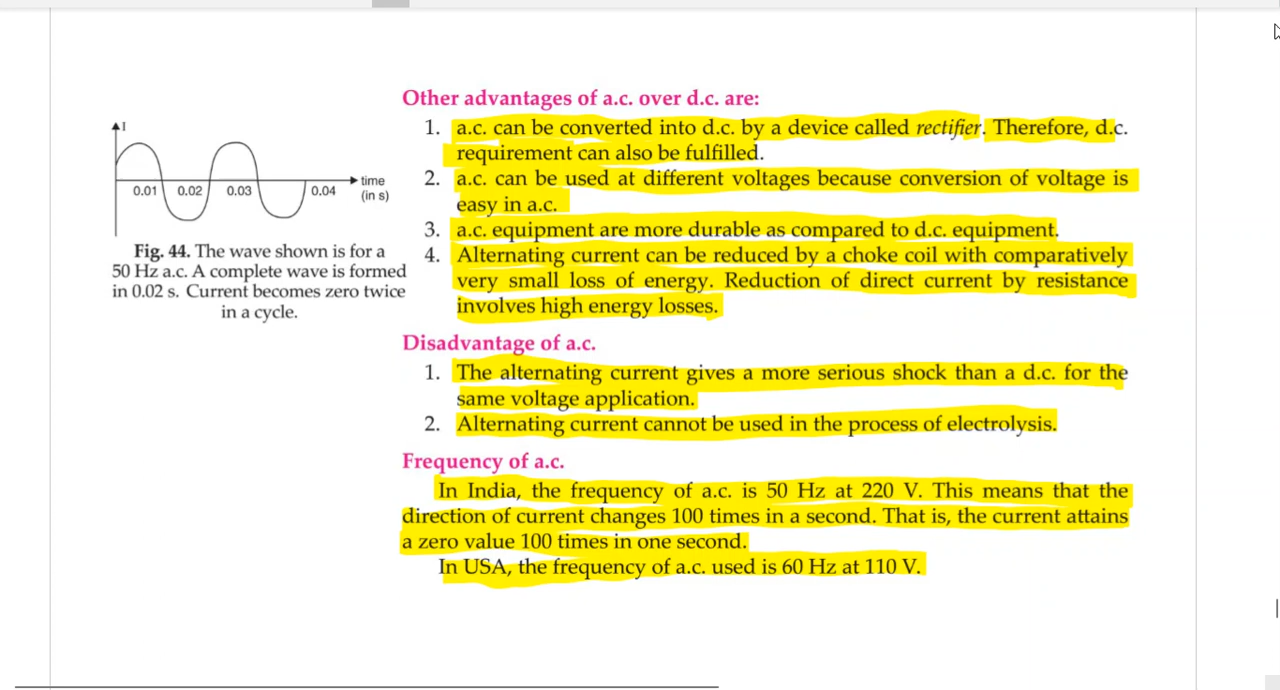 Other advantages of a.c. over d.c. are:
1. a.c. can be converted into d.c. by a device called rectifier. Therefore, d.c.
requirement can also be fulfilled.
2. a.c. can be used at different voltages because conversion of voltage is
easy in a.c.
3. a.c. equipment are more durable as compared to d.c. equipment.
4. Alternating current can be reduced by a choke coil with comparatively
very small loss of energy. Reduction of direct current by resistance
involves high energy losses.
I
0.01 0.02 0.03 0.04
time
(in s)
Fig. 44. The wave shown is for a
50 Hz a.c. A complete wave is formed
in 0.02 s. Current becomes zero twice
in a cycle.
Disadvantage of a.c.
1. The alternating current gives a more serious shock than a d.c. for the
same voltage application.
2. Alternating current cannot be used in the process of electrolysis.
Frequency of a.c.
In India, the frequency of a.c. is 50 Hz at 220 V. This means that the
direction of current changes 100 times in a second. That is, the current attains
a zero value 100 times in one second.
In USA, the frequency of a.c. used is 60 Hz at 110 V.